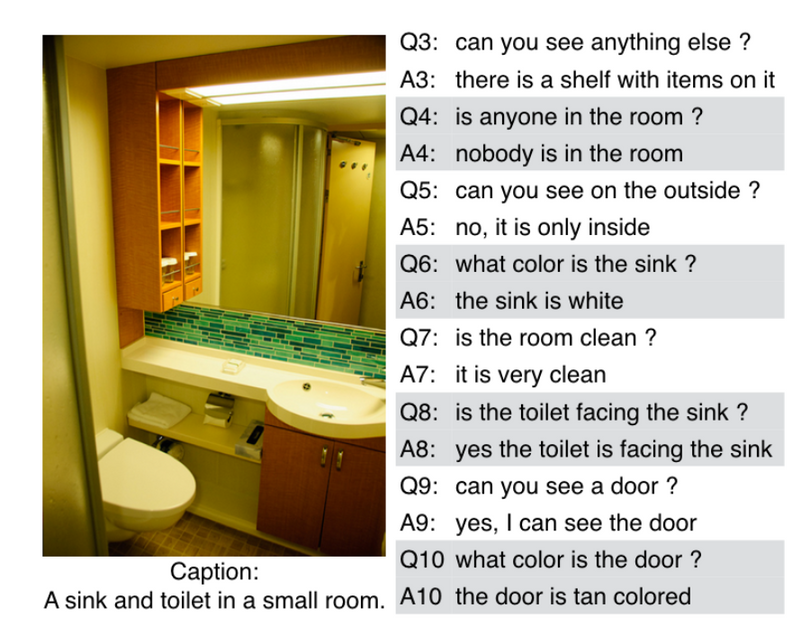 Q3: can you see anything else ?
A3: there is a shelf with items on it
Q4: is anyone in the room ?
A4: nobody is in the room
Q5: can you see on the outside ?
A5: no, it is only inside
Q6: what color is the sink ?
A6: the sink is white
Q7: is the room clean ?
A7: it is very clean
Q8: is the toilet facing the sink ?
A8: yes the toilet is facing the sink
Q9: can you see a door ?
A9: yes, I can see the door
Q10 what color is the door ?
A10 the door is tan colored
Caption:
A sink and toilet in a small room.